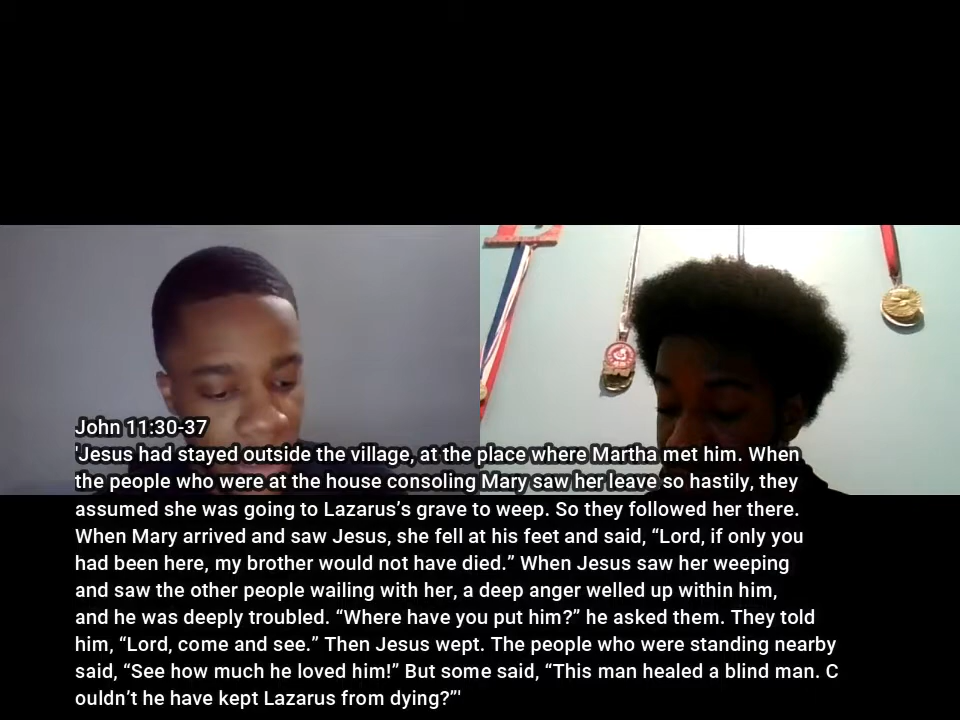 John 11:30-37
'Jesus had stayed outside the village, at the place where Martha met him. When
the people who were at the house consoling Mary saw her leave so hastily, they
assumed she was going to Lazarus’s grave to weep. So they followed her there.
When Mary arrived and saw Jesus, she fell at his feet and said, “Lord, if only you
had been here, my brother would not have died.” When Jesus saw her weeping
and saw the other people wailing with her, a deep anger welled up within him,
and he was deeply troubled. “Where have you put him?” he asked them. They told
him, “Lord, come and see.” Then Jesus wept. The people who were standing nearby
said, “See how much he loved him!” But some said, “This man healed a blind man. C
ouldn’t he have kept Lazarus from dying?”'